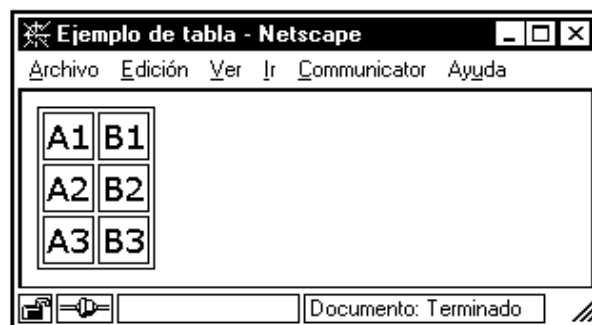 Ejemplo de tabla - Netscape
Archivo Edición Ver Ir Communicator Ayuda
A1 B1
A2 B2
A3 B3
Documento: Terminado